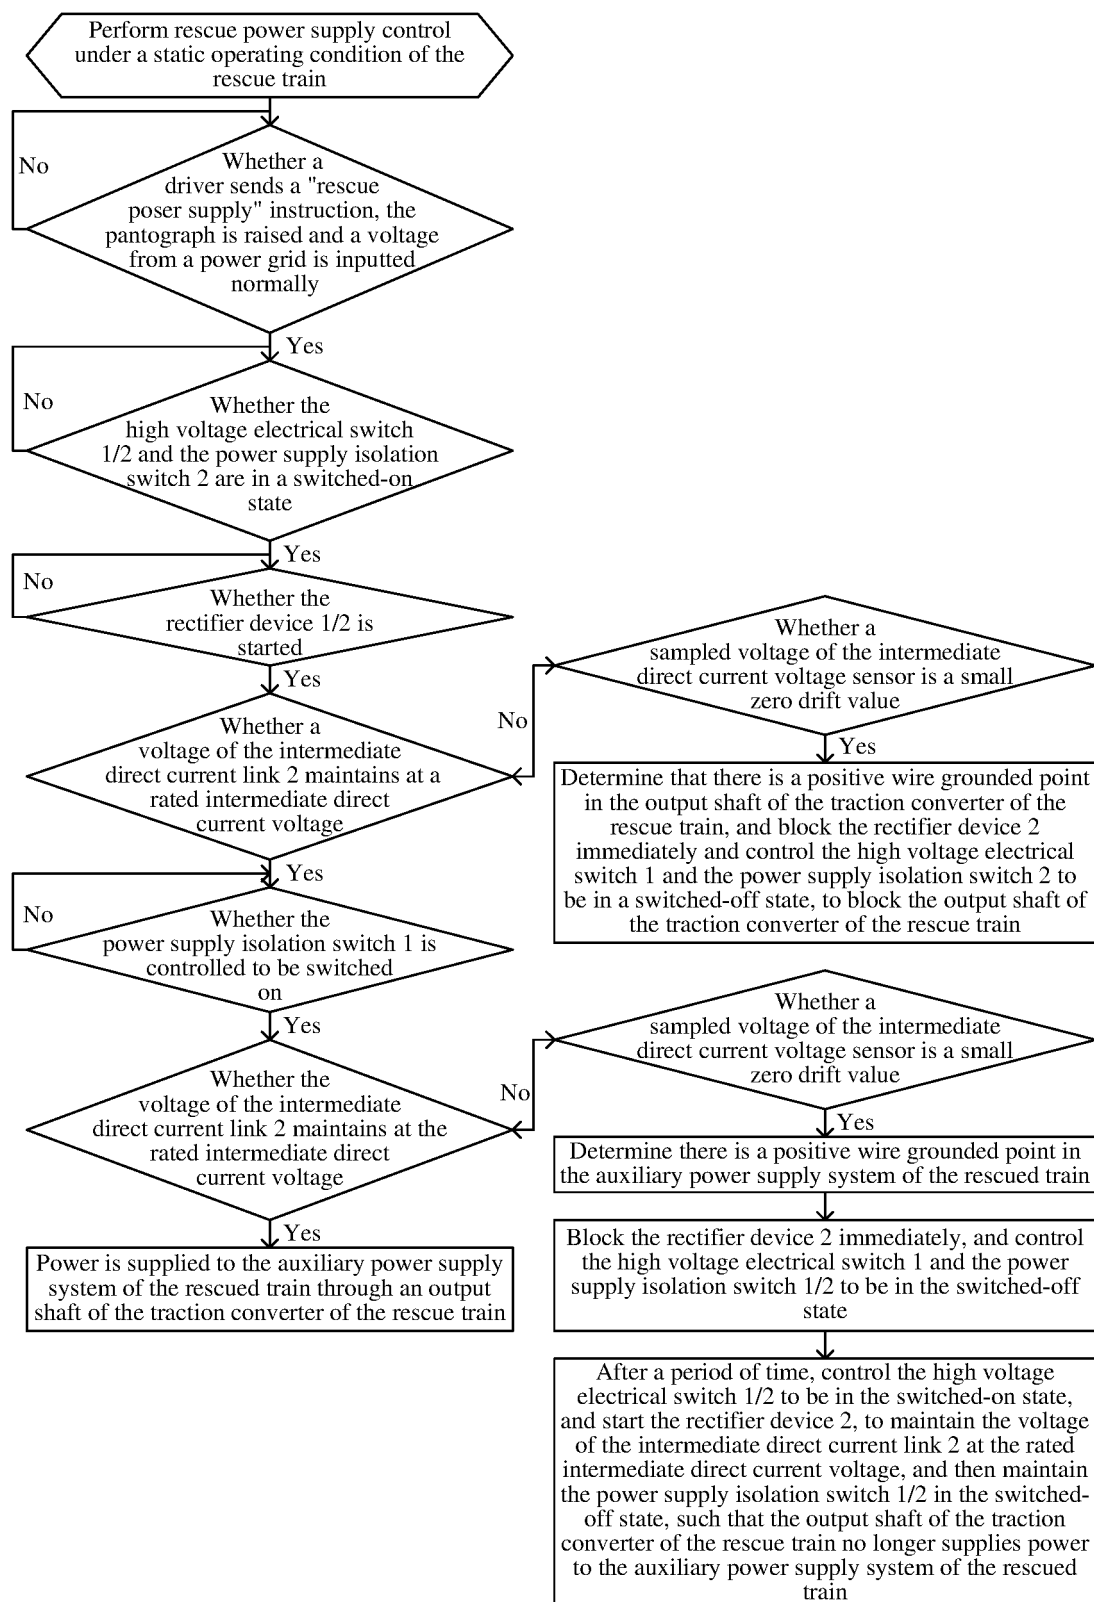 Perform rescue power supply control
under a static operating condition of the
rescue train
No
Whether a
driver sends a "rescue
poser supply" instruction, the
pantograph is raised and a voltage
from a power grid is inputted
normally
Yes
No
Whether the
high voltage electrical switch
1/2 and the power supply isolation
switch 2 are in a switched-on
state
Yes
No
Whether the
rectifier device 1/2 is
started
Yes
Whether a
voltage of the intermediate
direct current link 2 maintains at a
rated intermediate direct
current voltage
No
Whether a
sampled voltage of the intermediate
direct current voltage sensor is a small
zero drift value
Yes
Determine that there is a positive wire grounded point
in the output shaft of the traction converter of the
rescue train, and block the rectifier device 2
immediately and control the high voltage electrical
switch 1 and the power supply isolation switch 2 to
be in a switched-off state, to block the output shaft of
the traction converter of the rescue train
Yes
No
Whether the
power supply isolation switch 1 is
controlled to be switched
on
Yes
Whether the
voltage of the intermediate
direct current link 2 maintains at the
rated intermediate direct
current voltage
No
Whether a
sampled voltage of the intermediate
direct current voltage sensor is a small
zero drift value
Yes
Determine there is a positive wire grounded point in
the auxiliary power supply system of the rescued train
Block the rectifier device 2 immediately, and control
the high voltage electrical switch 1 and the power
supply isolation switch 1/2 to be in the switched-off
state
After a period of time, control the high voltage
electrical switch 1/2 to be in the switched-on state,
and start the rectifier device 2, to maintain the voltage
of the intermediate direct current link 2 at the rated
intermediate direct current voltage, and then maintain
the power supply isolation switch 1/2 in the switched-
off state, such that the output shaft of the traction
converter of the rescue train no longer supplies power
to the auxiliary power supply system of the rescued
train
Yes
Power is supplied to the auxiliary power supply
system of the rescued train through an output
shaft of the traction converter of the rescue train